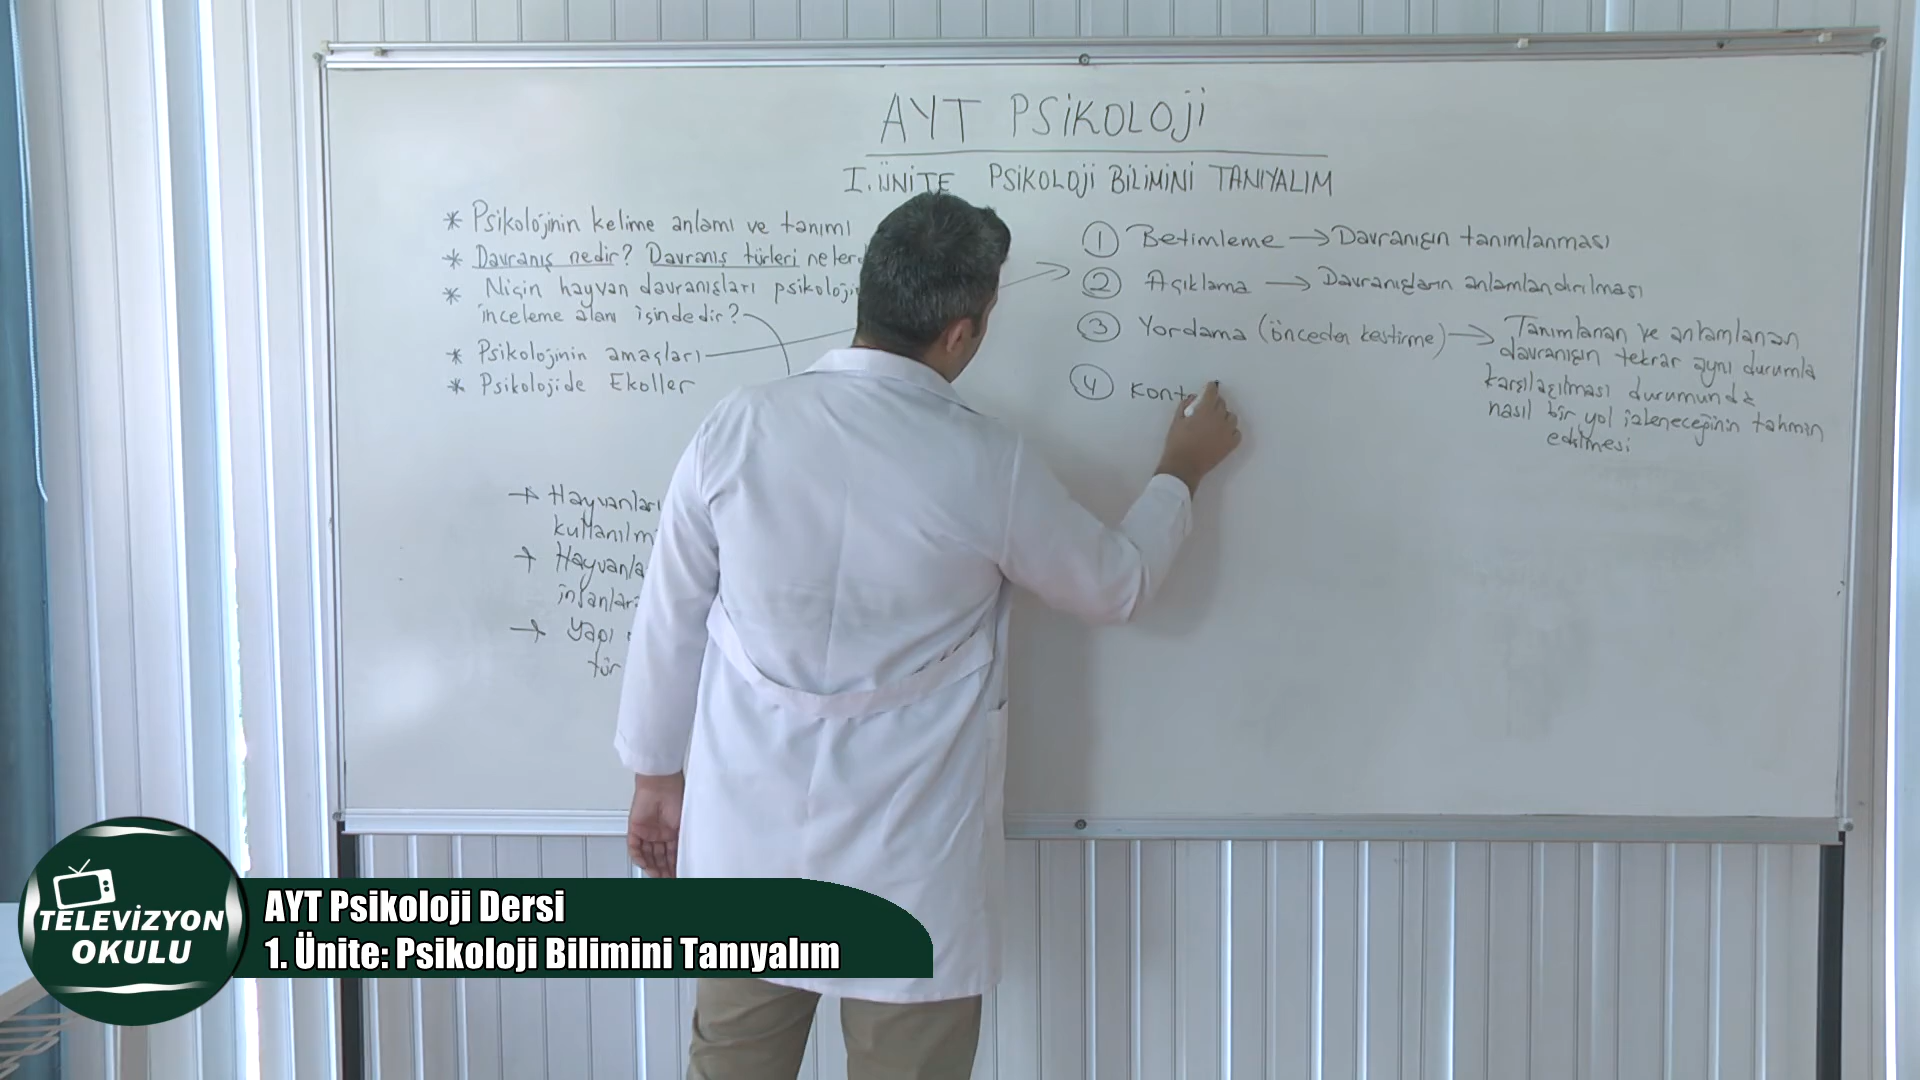 AYT PSİKOLOJİ
I. ÜNİTE PSİKOLOJİ BİLİMİNİ TANIYALIM
* Psikolojinin kelime anlamı ve tanımı
* Davranış nedir? Davranış türleri neler
* Niçin hayvan davranışları psikoloji
inceleme alanı içindedir?
* Psikolojinin amaçları
* Psikolojide Ekoller
→ Hayvanları
kullanılm
→ Hayvanla
insanlar
→ Yapı
tür
1 Betimleme → Davranışın tanımlanması
2 Açıklama → Davranışların anlamlandırılması
3 Yordama (önceden kestirme) → Tanımlanan ve anlamlanan
davranışın tekrar aynı durumla
karşılaşılması durumunda
nasıl bir yol izleneceğinin tahmin
edilmesi
4 Kont
TELEVİZYON
OKULU
AYT Psikoloji Dersi
1. Ünite: Psikoloji Bilimini Tanıyalım